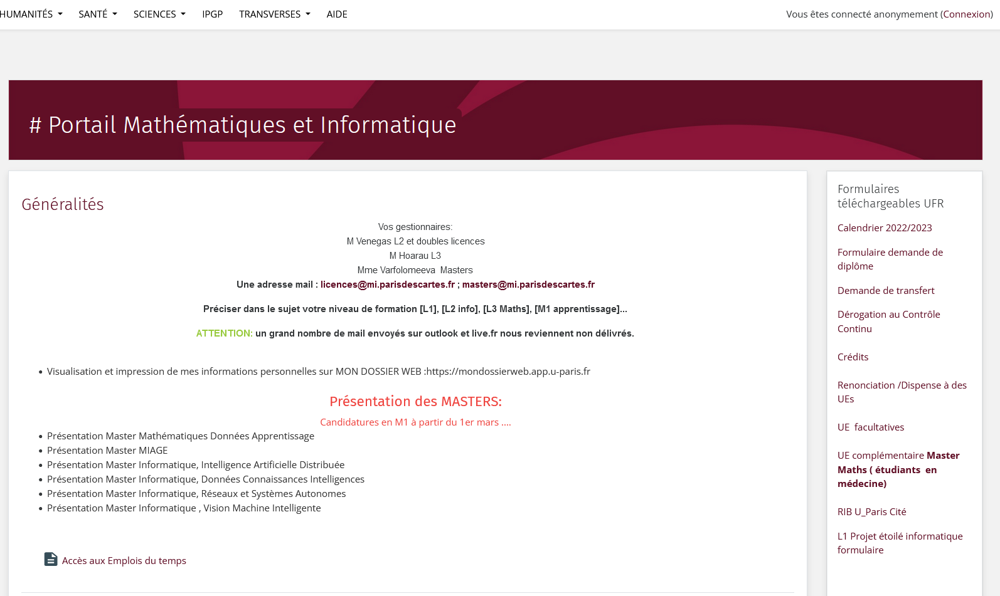 HUMANITÉS SANTÉ SCIENCES IPGP TRANSVERSES AIDE Vous êtes connecté anonymement (Connexion)
# Portail Mathématiques et Informatique
Généralités
Vos gestionnaires:
M Venegas L2 et doubles licences
M Hoarau L3
Mme Varfolomeeva  Masters
Une adresse mail : licences@mi.parisdescartes.fr ; masters@mi.parisdescartes.fr
Préciser dans le sujet votre niveau de formation [L1], [L2 info], [L3 Maths], [M1 apprentissage]...
ATTENTION: un grand nombre de mail envoyés sur outlook et live.fr nous reviennent non délivrés.
• Visualisation et impression de mes informations personnelles sur MON DOSSIER WEB :https://mondossierweb.app.u-paris.fr
Présentation des MASTERS:
Candidatures en M1 à partir du 1er mars ....
• Présentation Master Mathématiques Données Apprentissage
• Présentation Master MIAGE
• Présentation Master Informatique, Intelligence Artificielle Distribuée
• Présentation Master Informatique, Données Connaissances Intelligences
• Présentation Master Informatique, Réseaux et Systèmes Autonomes
• Présentation Master Informatique , Vision Machine Intelligente
Accès aux Emplois du temps
Formulaires
téléchargeables UFR
Calendrier 2022/2023
Formulaire demande de
diplôme
Demande de transfert
Dérogation au Contrôle
Continu
Crédits
Renonciation /Dispense à des
UEs
UE  facultatives
UE complémentaire Master
Maths ( étudiants  en
médecine)
RIB U_Paris Cité
L1 Projet étoilé informatique
formulaire